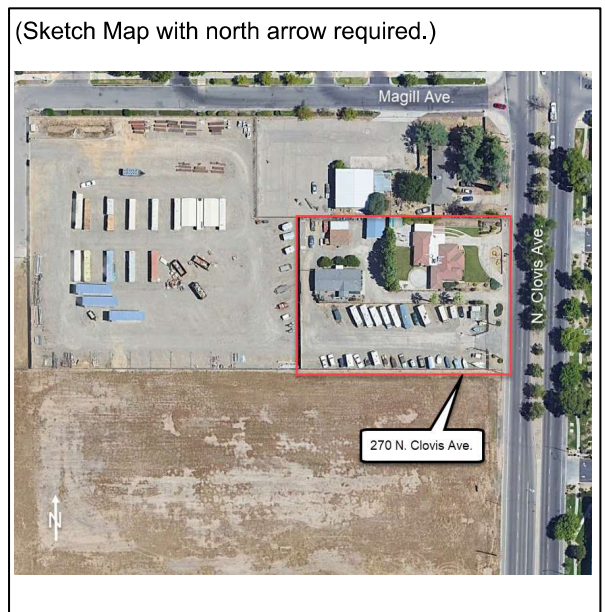 (Sketch Map with north arrow required.)
Magill Ave.
N. Clovis Ave.
270 N. Clovis Ave.
N